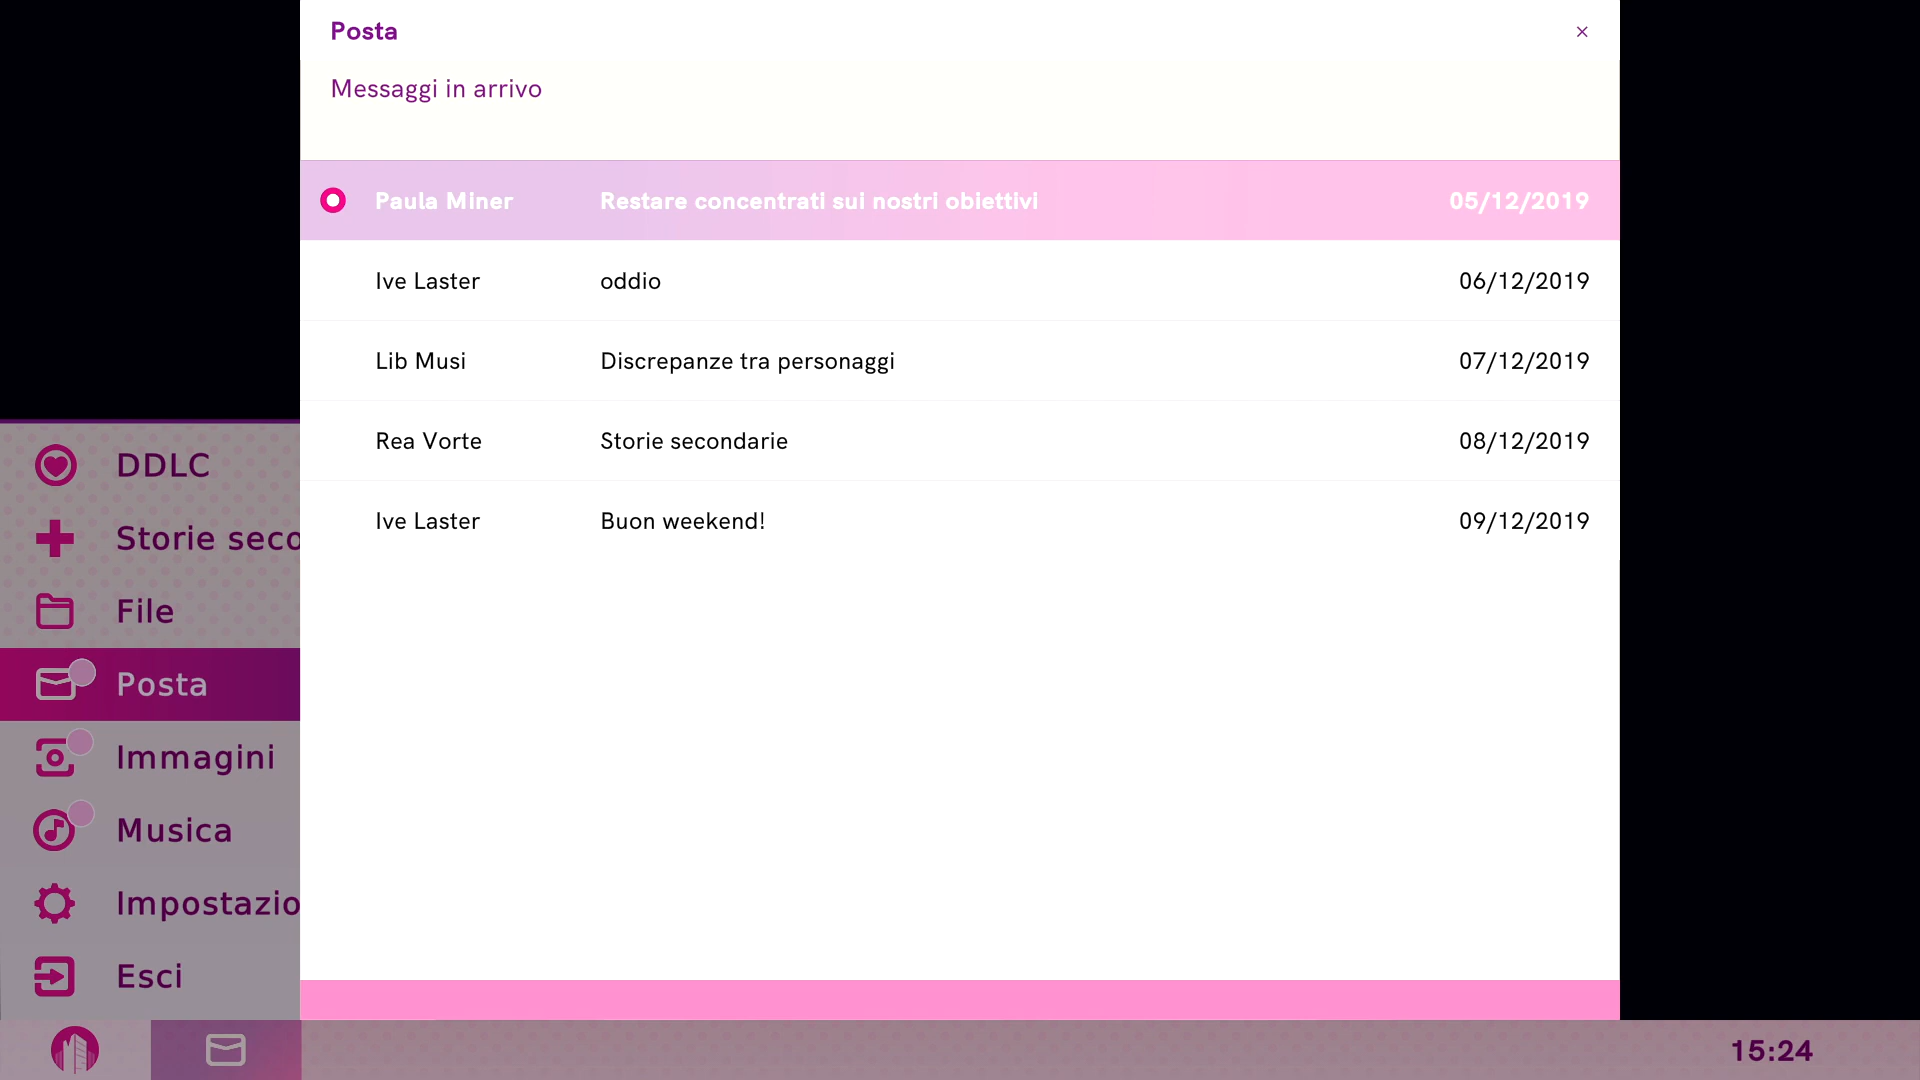 Posta
×
Messaggi in arrivo
Paula Miner Restare concentrati sui nostri obiettivi 05/12/2019
Ive Laster oddio 06/12/2019
Lib Musi Discrepanze tra personaggi 07/12/2019
Rea Vorte Storie secondarie 08/12/2019
Ive Laster Buon weekend! 09/12/2019
DDLC
Storie seco
File
Posta
Immagini
Musica
Impostazio
Esci
15:24